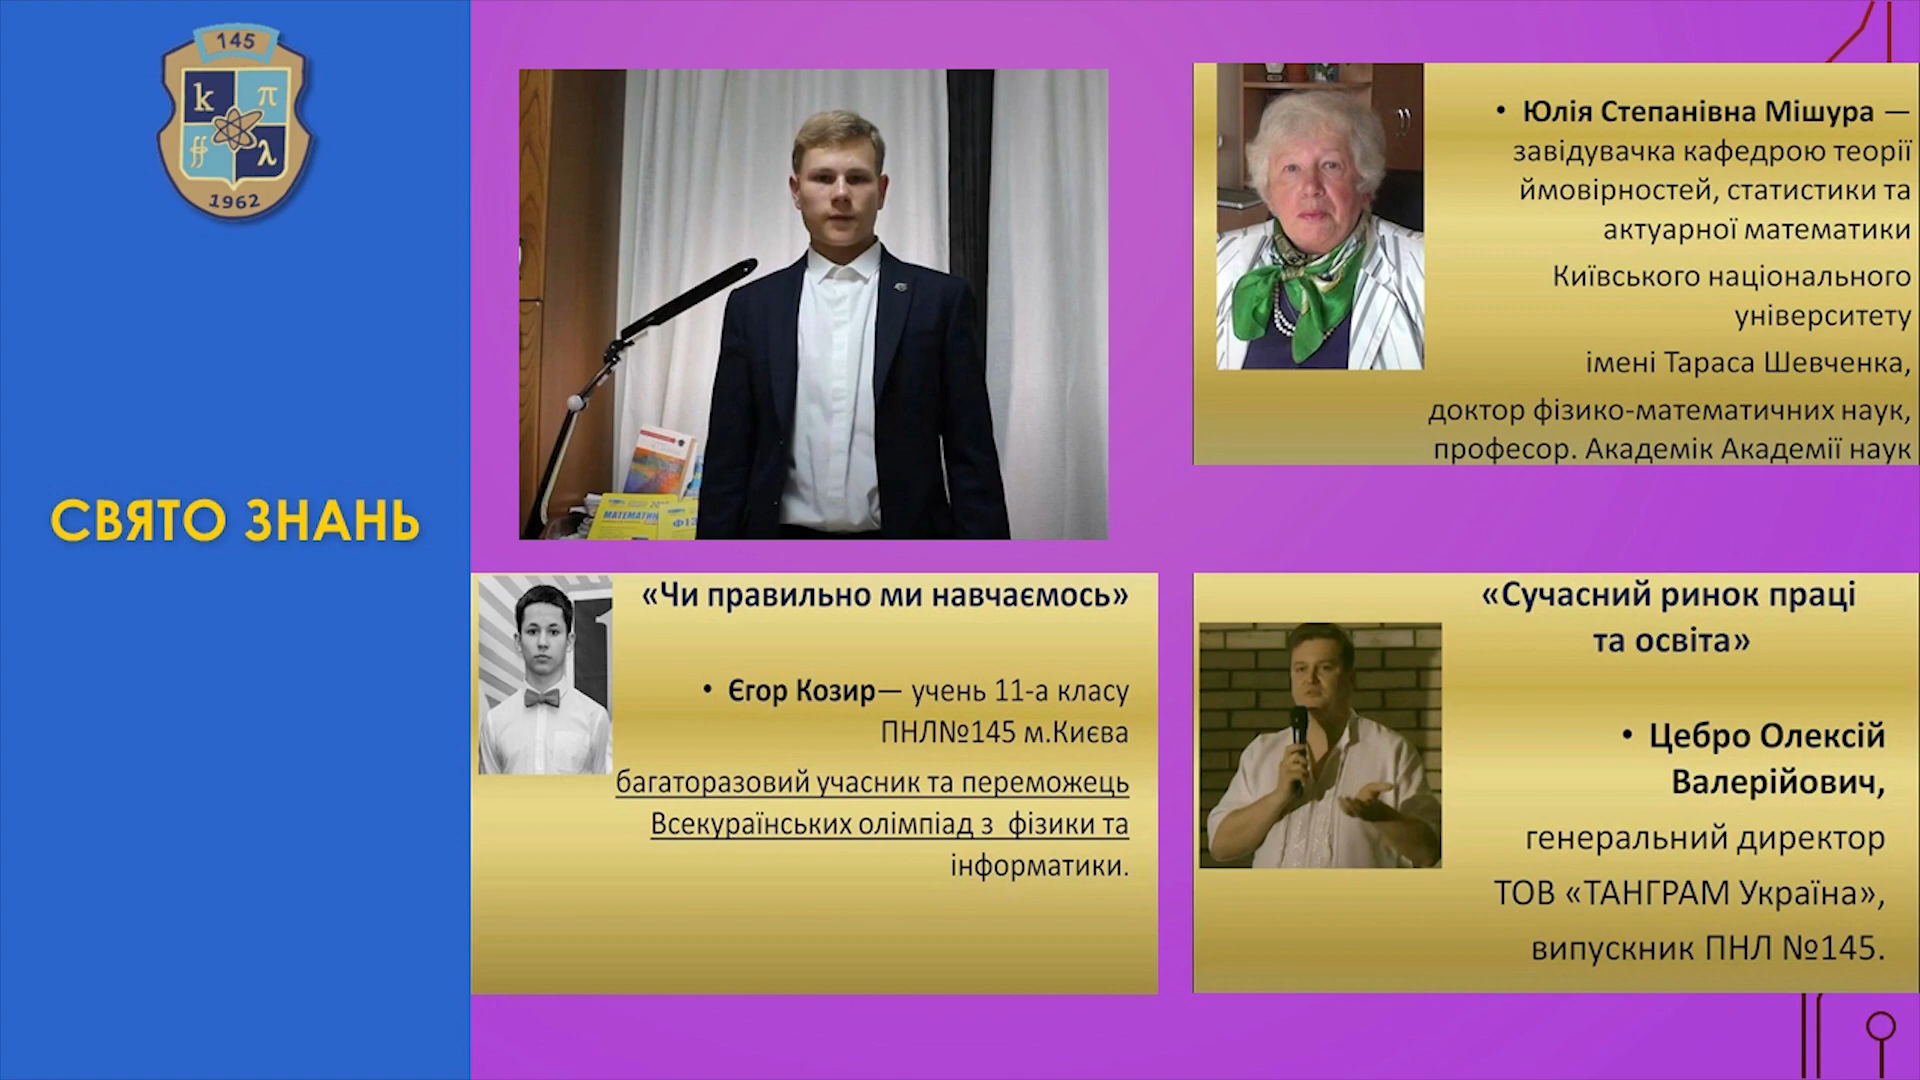 145
k π
λ
1962
СВЯТО ЗНАНЬ
МАТЕМАТИК
• Юлія Степанівна Мішура —
завідувачка кафедрою теорії
ймовірностей, статистики та
актуарної математики
Київського національного
університету
імені Тараса Шевченка,
доктор фізико-математичних наук,
професор. Академік Академії наук
«Чи правильно ми навчаємось»
• Єгор Козир— учень 11-а класу
ПНЛ№145 м.Києва
багаторазовий учасник та переможець
Всекураїнських олімпіад з фізики та
інформатики.
«Сучасний ринок праці
та освіта»
• Цебро Олексій
Валерійович,
генеральний директор
ТОВ «ТАНГРАМ Україна»,
випускник ПНЛ №145.